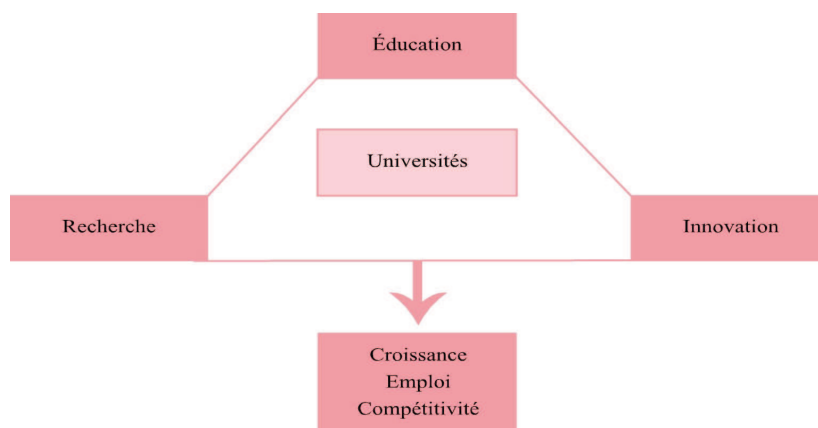 Éducation
Universités
Recherche
Innovation
Croissance
Emploi
Compétitivité